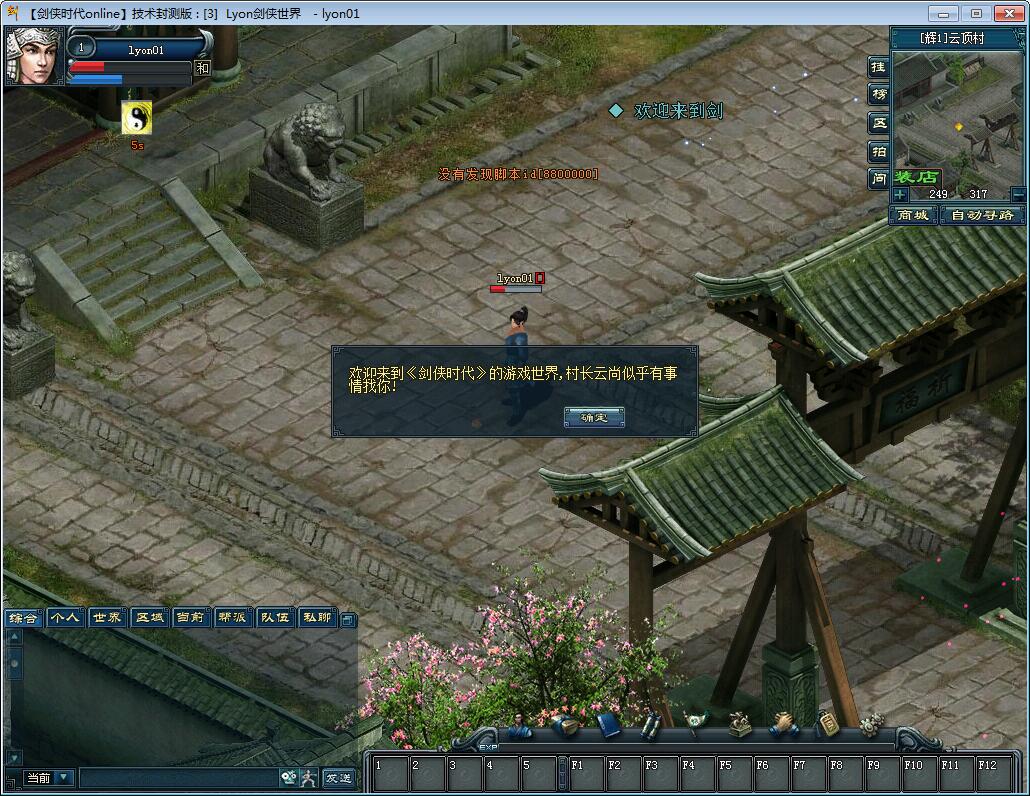 【剑侠时代online】技术封测版 : [3] Lyon剑侠世界 - lyon01
1
lyon01
和
5s
[辉1]云顶村
挂
榜
区
拍
问
装店
249 317
商城 自动寻路
欢迎来到剑
没有发现脚本id[8800000]
lyon01
欢迎来到《剑侠时代》的游戏世界,村长云尚似乎有事
情找你!
确定
祈福
综合 个人 世界 区域 当前 帮派 队伍 私聊
当前
发送
EXP
1 2 3 4 5 F1 F2 F3 F4 F5 F6 F7 F8 F9 F10 F11 F12